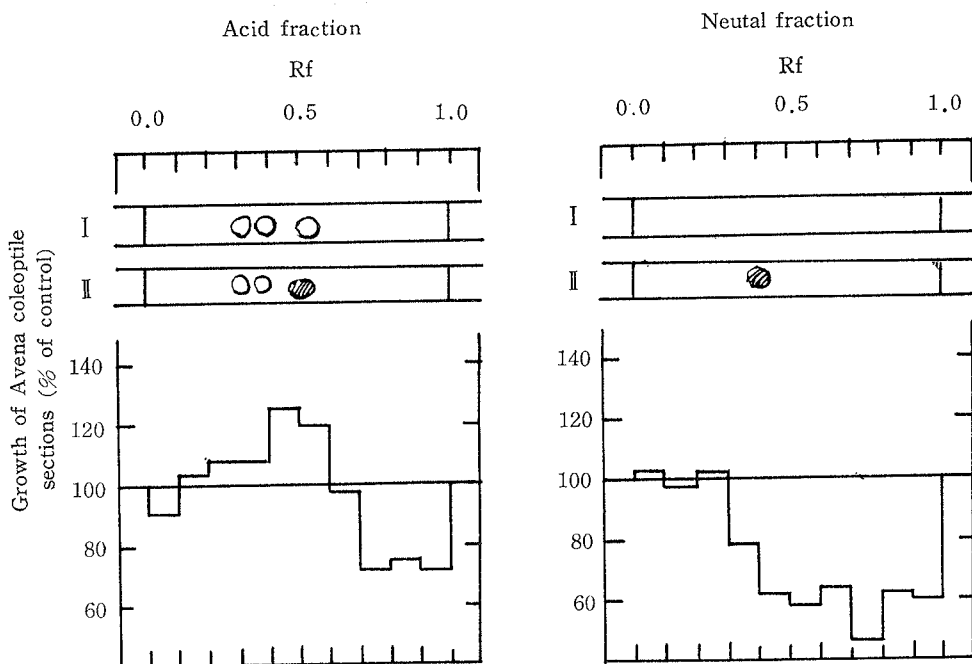 Acid fraction
Rf
0.0 0.5 1.0
I
II
Growth of Avena coleoptile
sections (% of control)
140
120
100
80
60
Neutal fraction
Rf
0.0 0.5 1.0
I
II
140
120
100
80
60